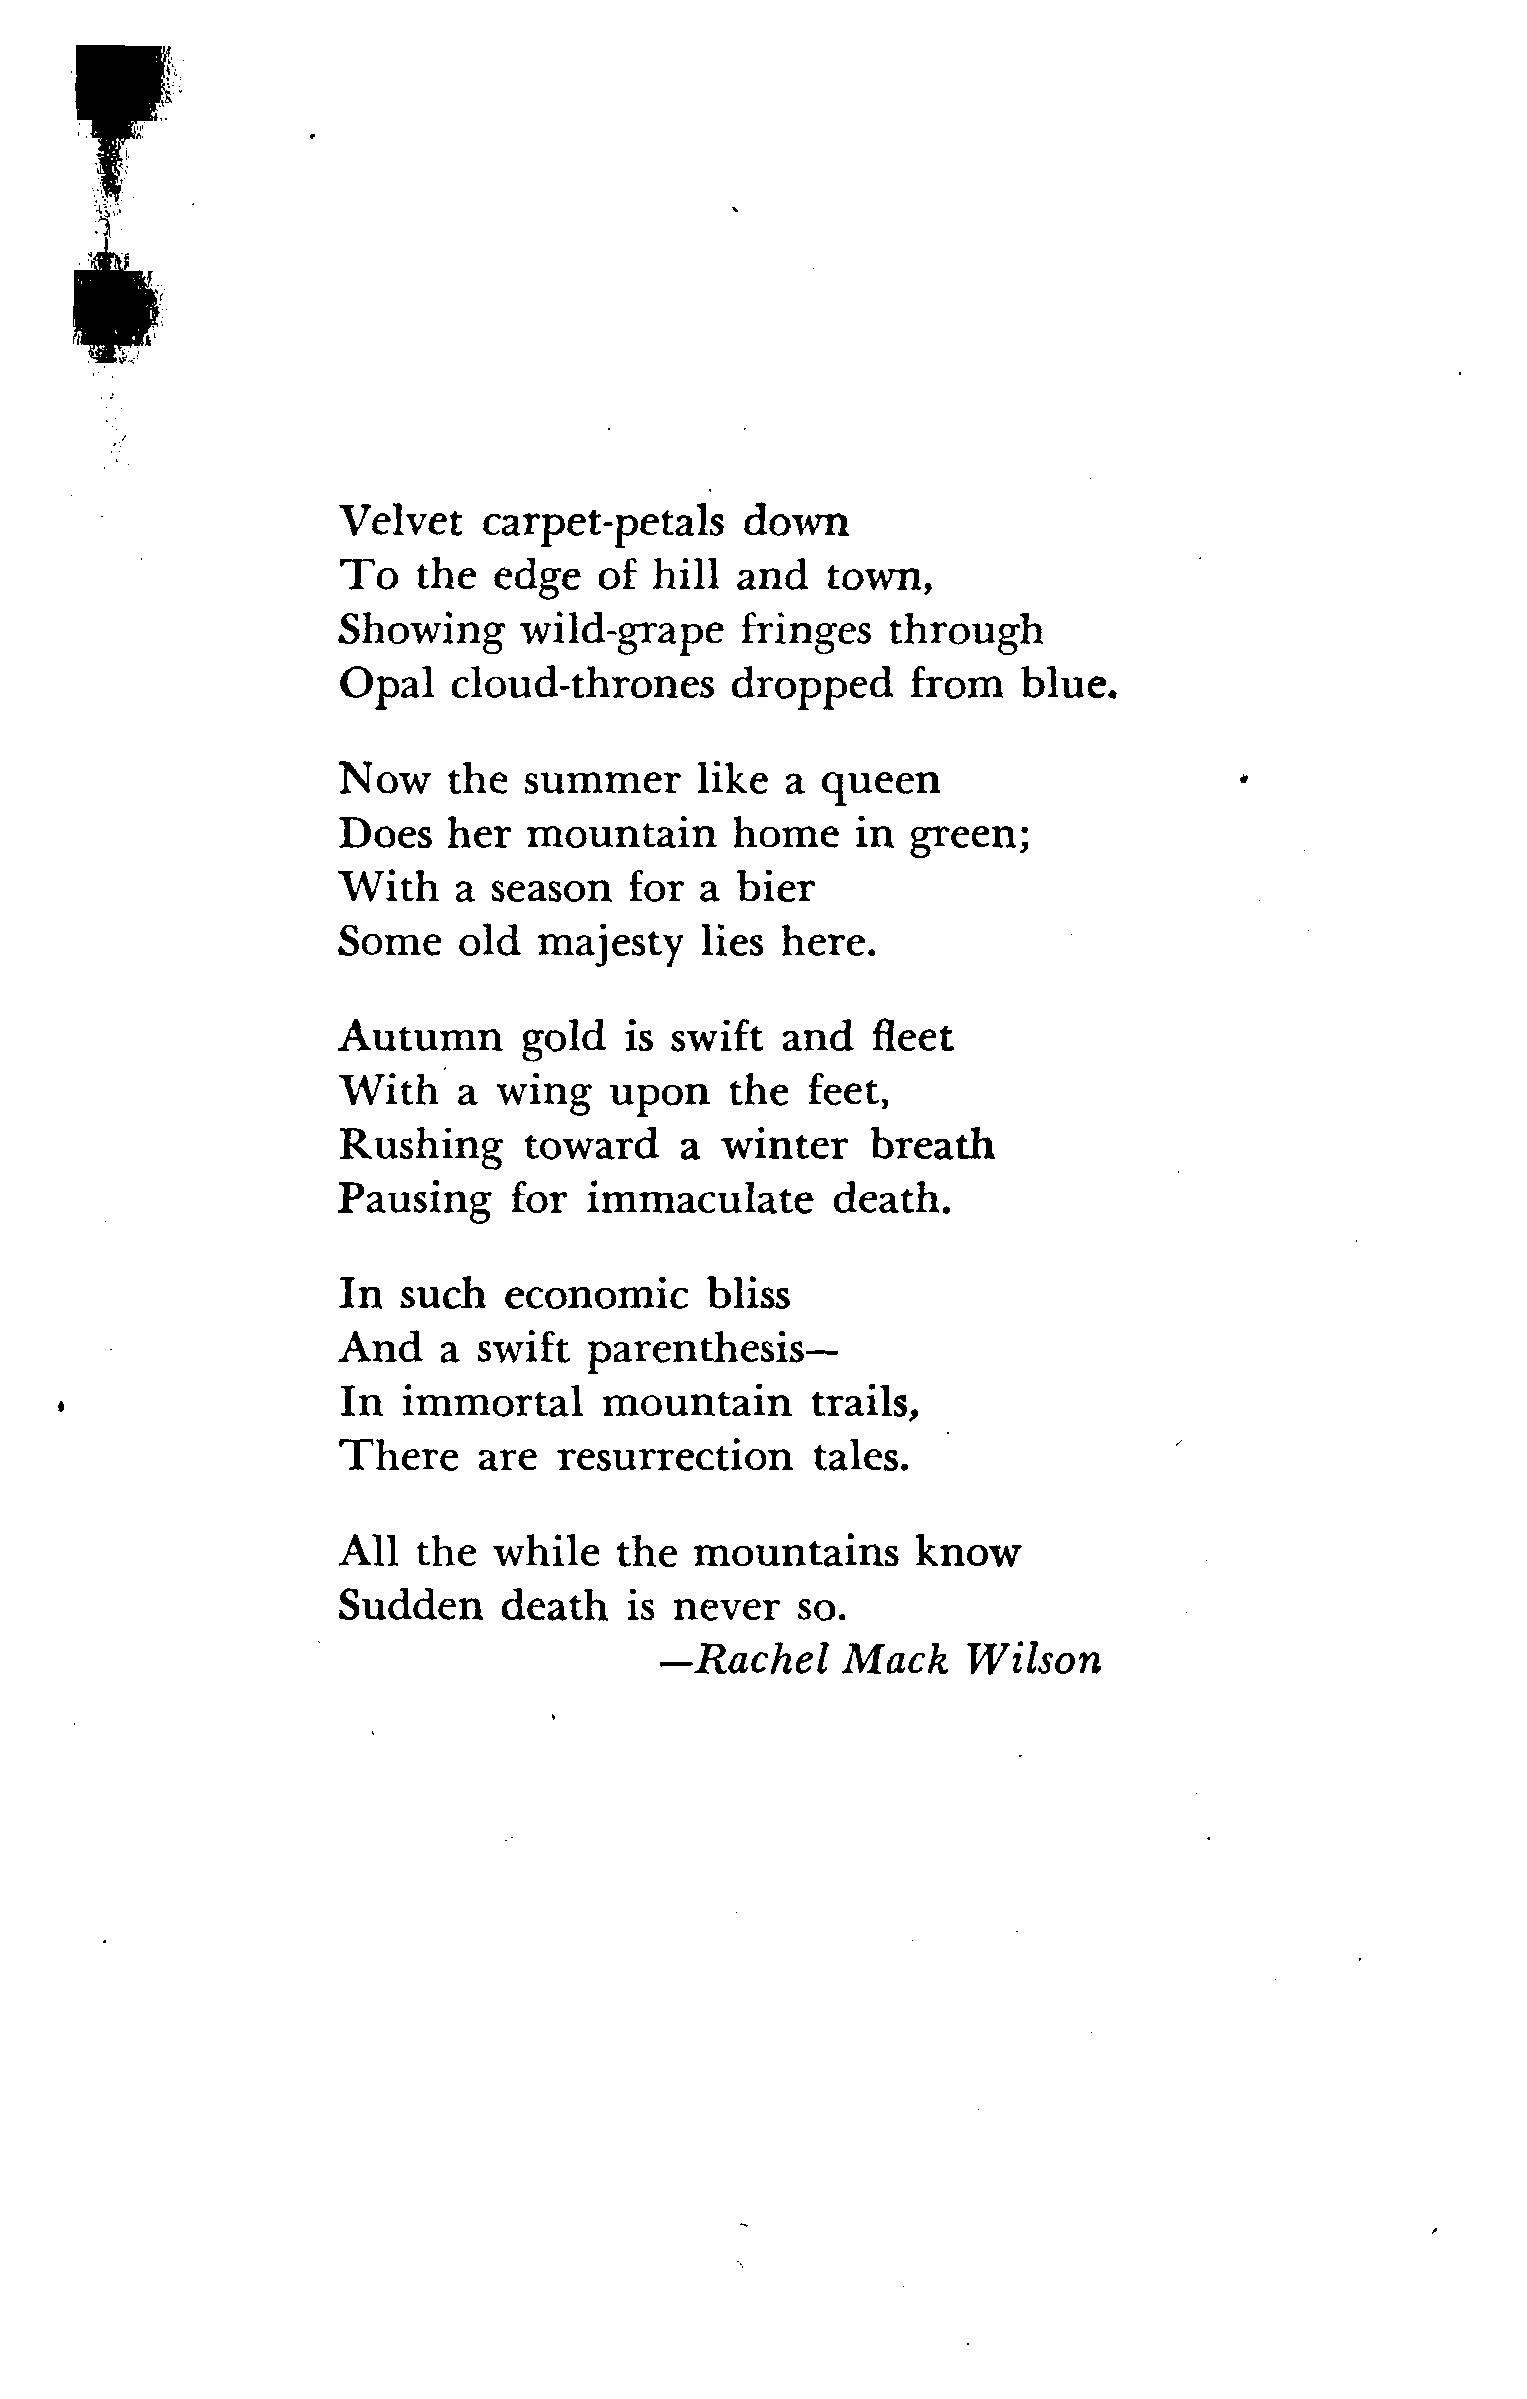 Velvet carpet-petals down
To the edge of hill and town,
Showing wild-grape fringes through
Opal cloud-thrones dropped from blue.

Now the summer like a queen
Does her mountain home in green;
With a season for a bier
Some old majesty lies here.

Autumn gold is swift and fleet
With a wing upon the feet,
Rushing toward a winter breath
Pausing for immaculate death.

In such economic bliss
And a swift parenthesis—
In immortal mountain trails,
There are resurrection tales.

All the while the mountains know
Sudden death is never so.
—Rachel Mack Wilson